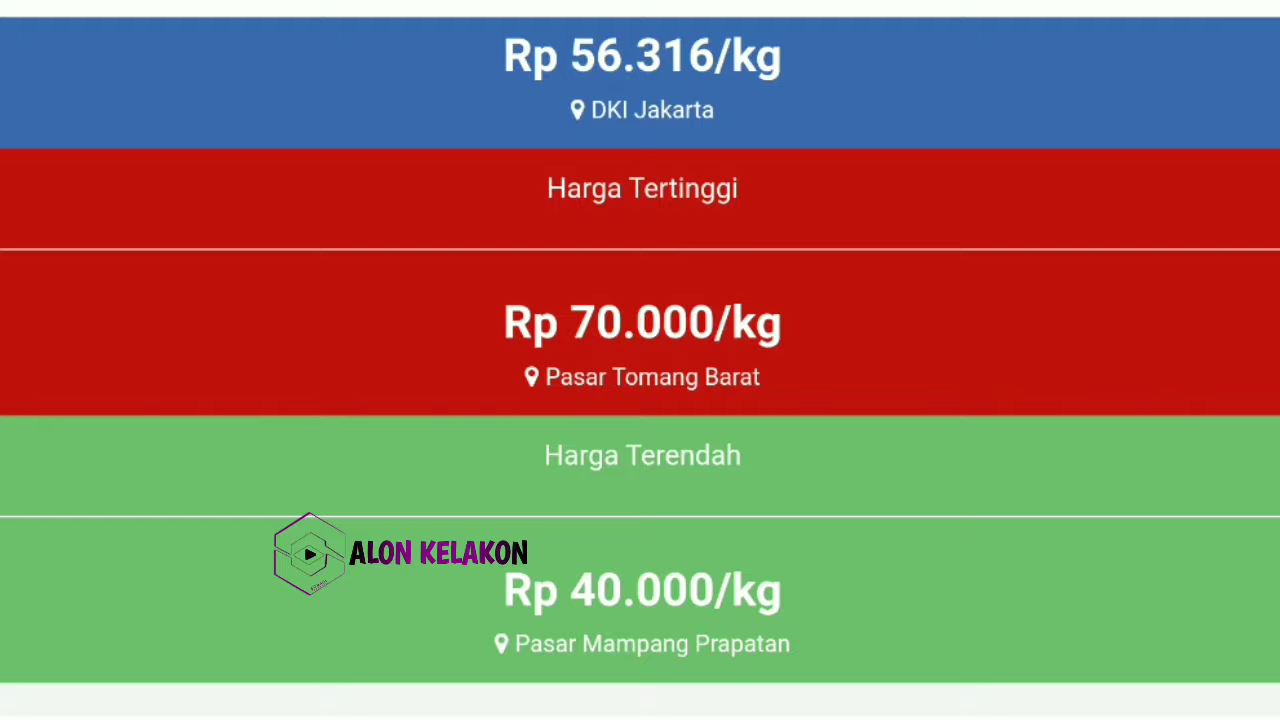 Rp 56.316/kg
DKI Jakarta
Harga Tertinggi
Rp 70.000/kg
Pasar Tomang Barat
Harga Terendah
ALON KELAKON
Rp 40.000/kg
Pasar Mampang Prapatan